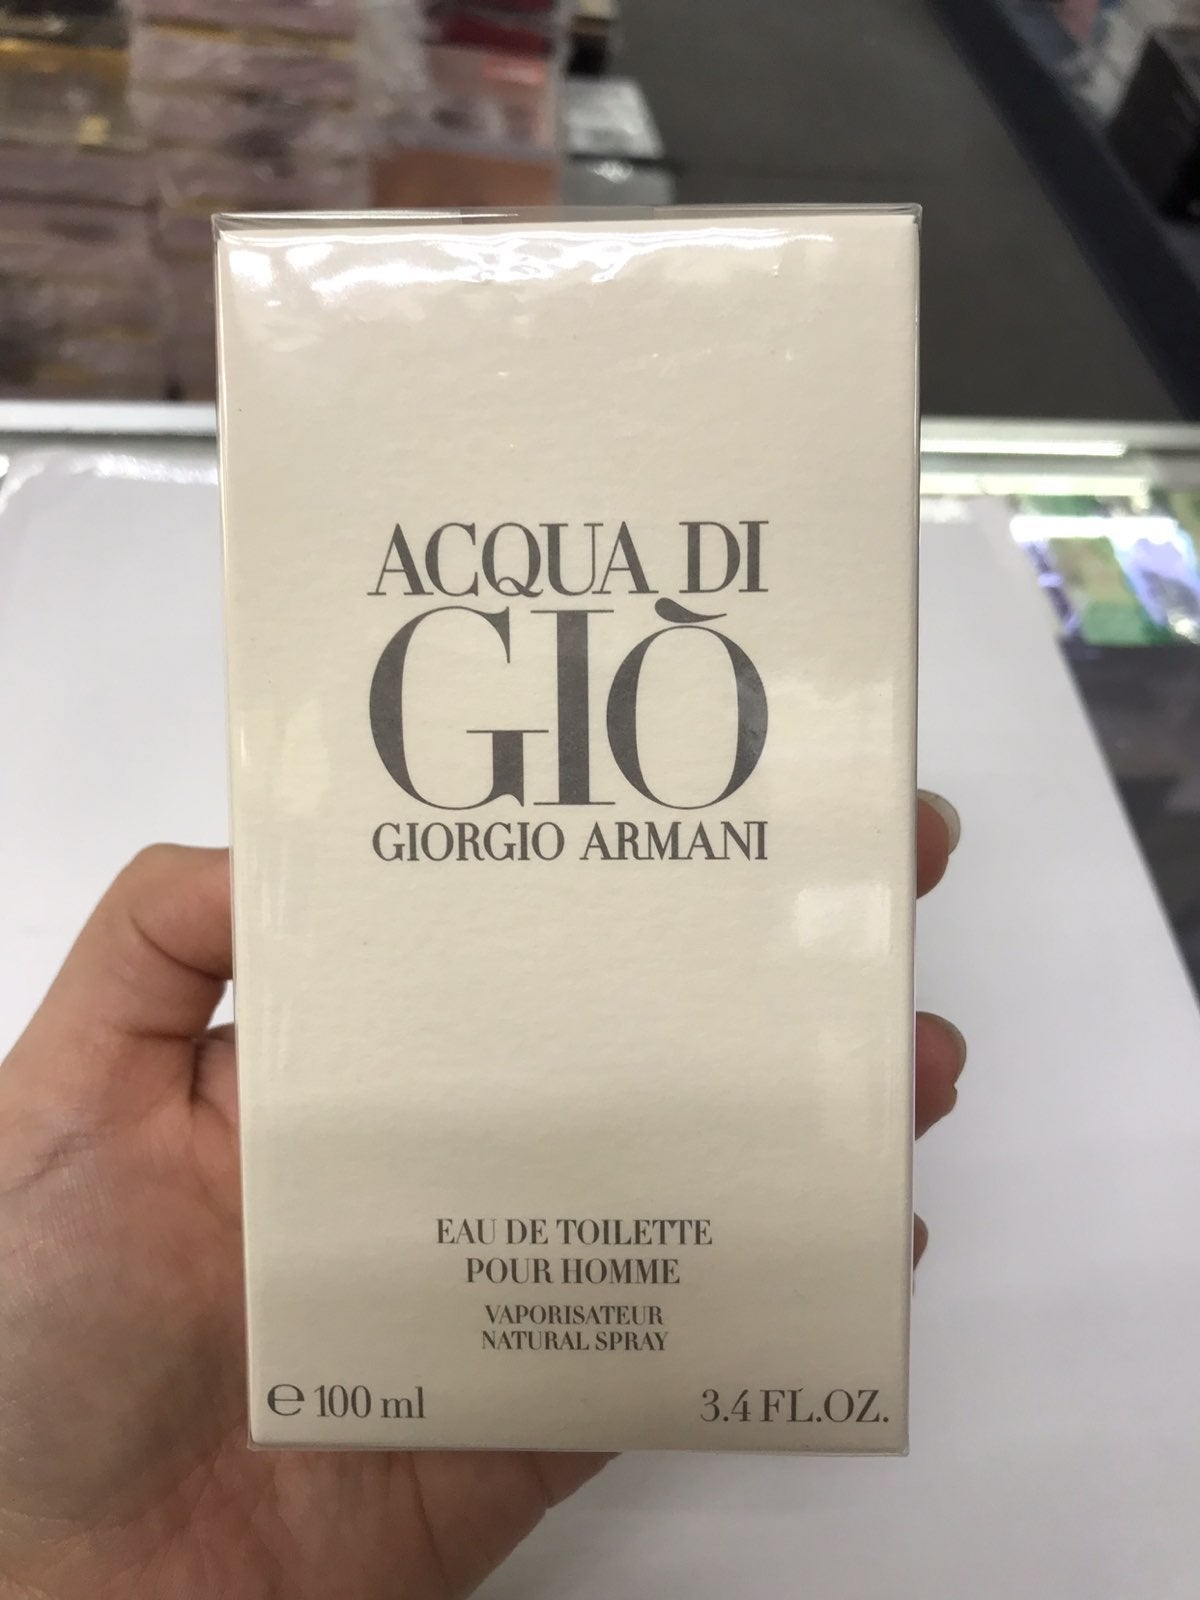 ACQUA DI
GIÒ
GIORGIO ARMANI
EAU DE TOILETTE
POUR HOMME
VAPORISATEUR
NATURAL SPRAY
℮ 100 ml
3.4 FL.OZ.